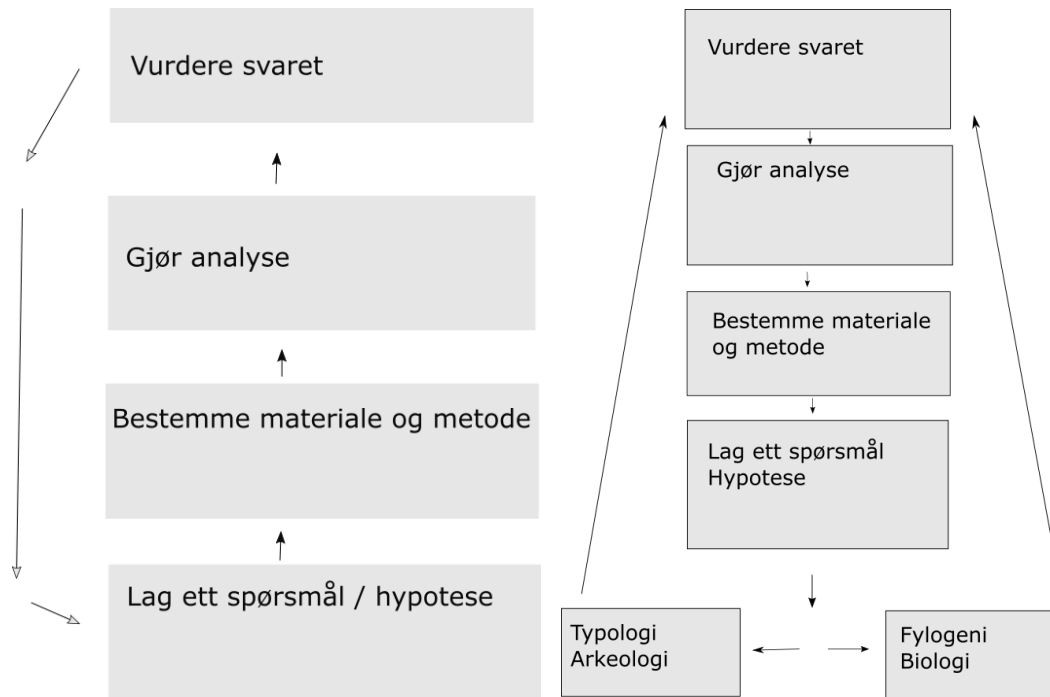 Vurdere svaret
Gjør analyse
Bestemme materiale og metode
Lag ett spørsmål / hypotese
Vurdere svaret
Gjør analyse
Bestemme materiale
og metode
Lag ett spørsmål
Hypotese
Typologi
Arkeologi
Fylogeni
Biologi